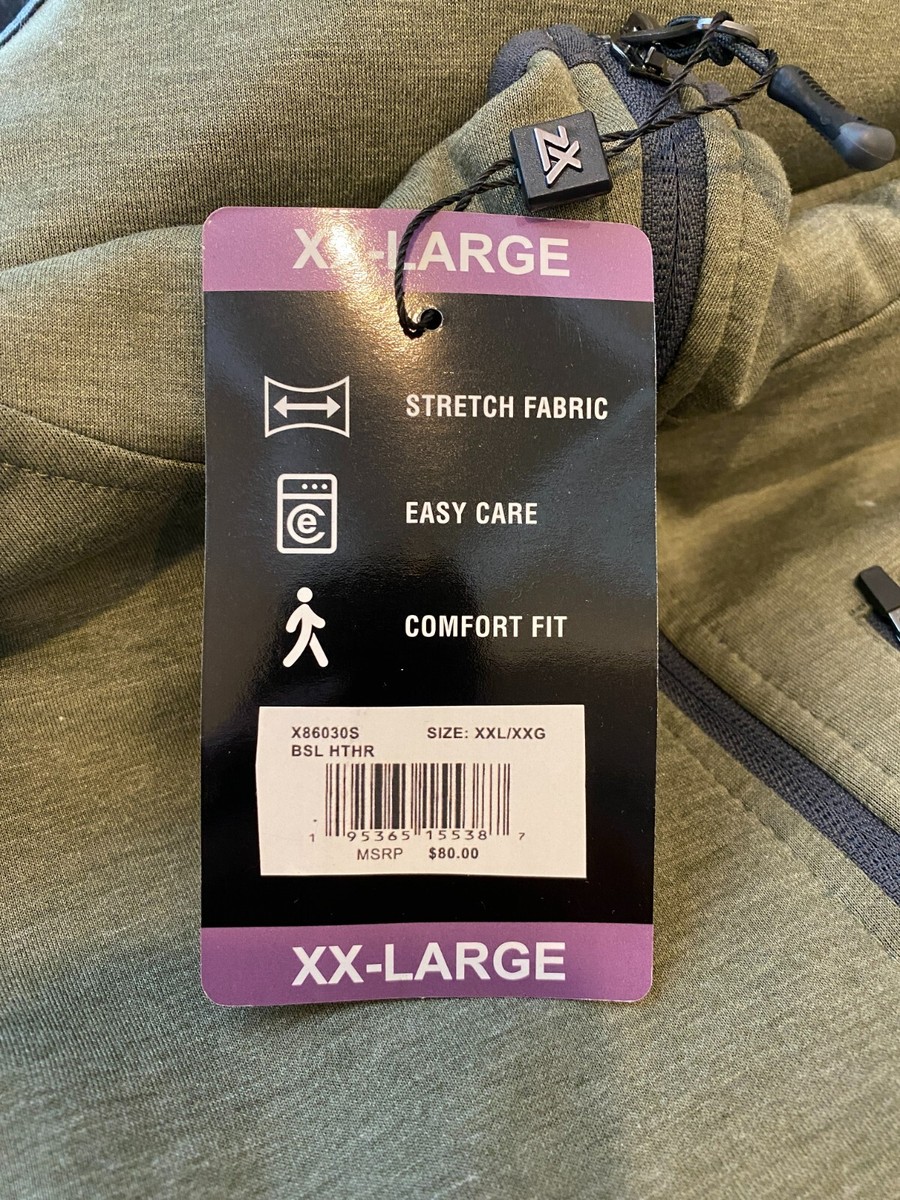 ZX
XX-LARGE
STRETCH FABRIC
e
EASY CARE
COMFORT FIT
X86030S SIZE: XXL/XXG
BSL HTHR
1 95365 15538 7
MSRP $80.00
XX-LARGE